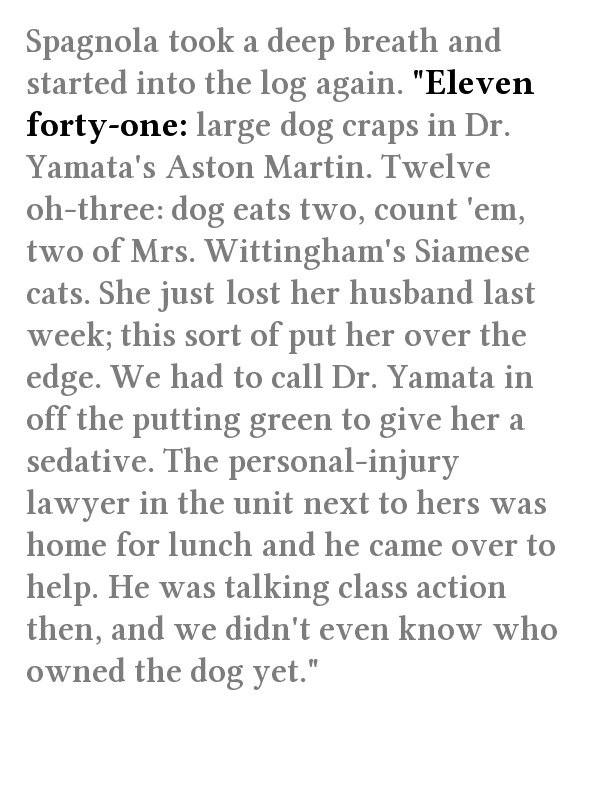 Spagnola took a deep breath and
started into the log again. "Eleven
forty-one: large dog craps in Dr.
Yamata's Aston Martin. Twelve
oh-three: dog eats two, count 'em,
two of Mrs. Wittingham's Siamese
cats. She just lost her husband last
week; this sort of put her over the
edge. We had to call Dr. Yamata in
off the putting green to give her a
sedative. The personal-injury
lawyer in the unit next to hers was
home for lunch and he came over to
help. He was talking class action
then, and we didn't even know who
owned the dog yet."